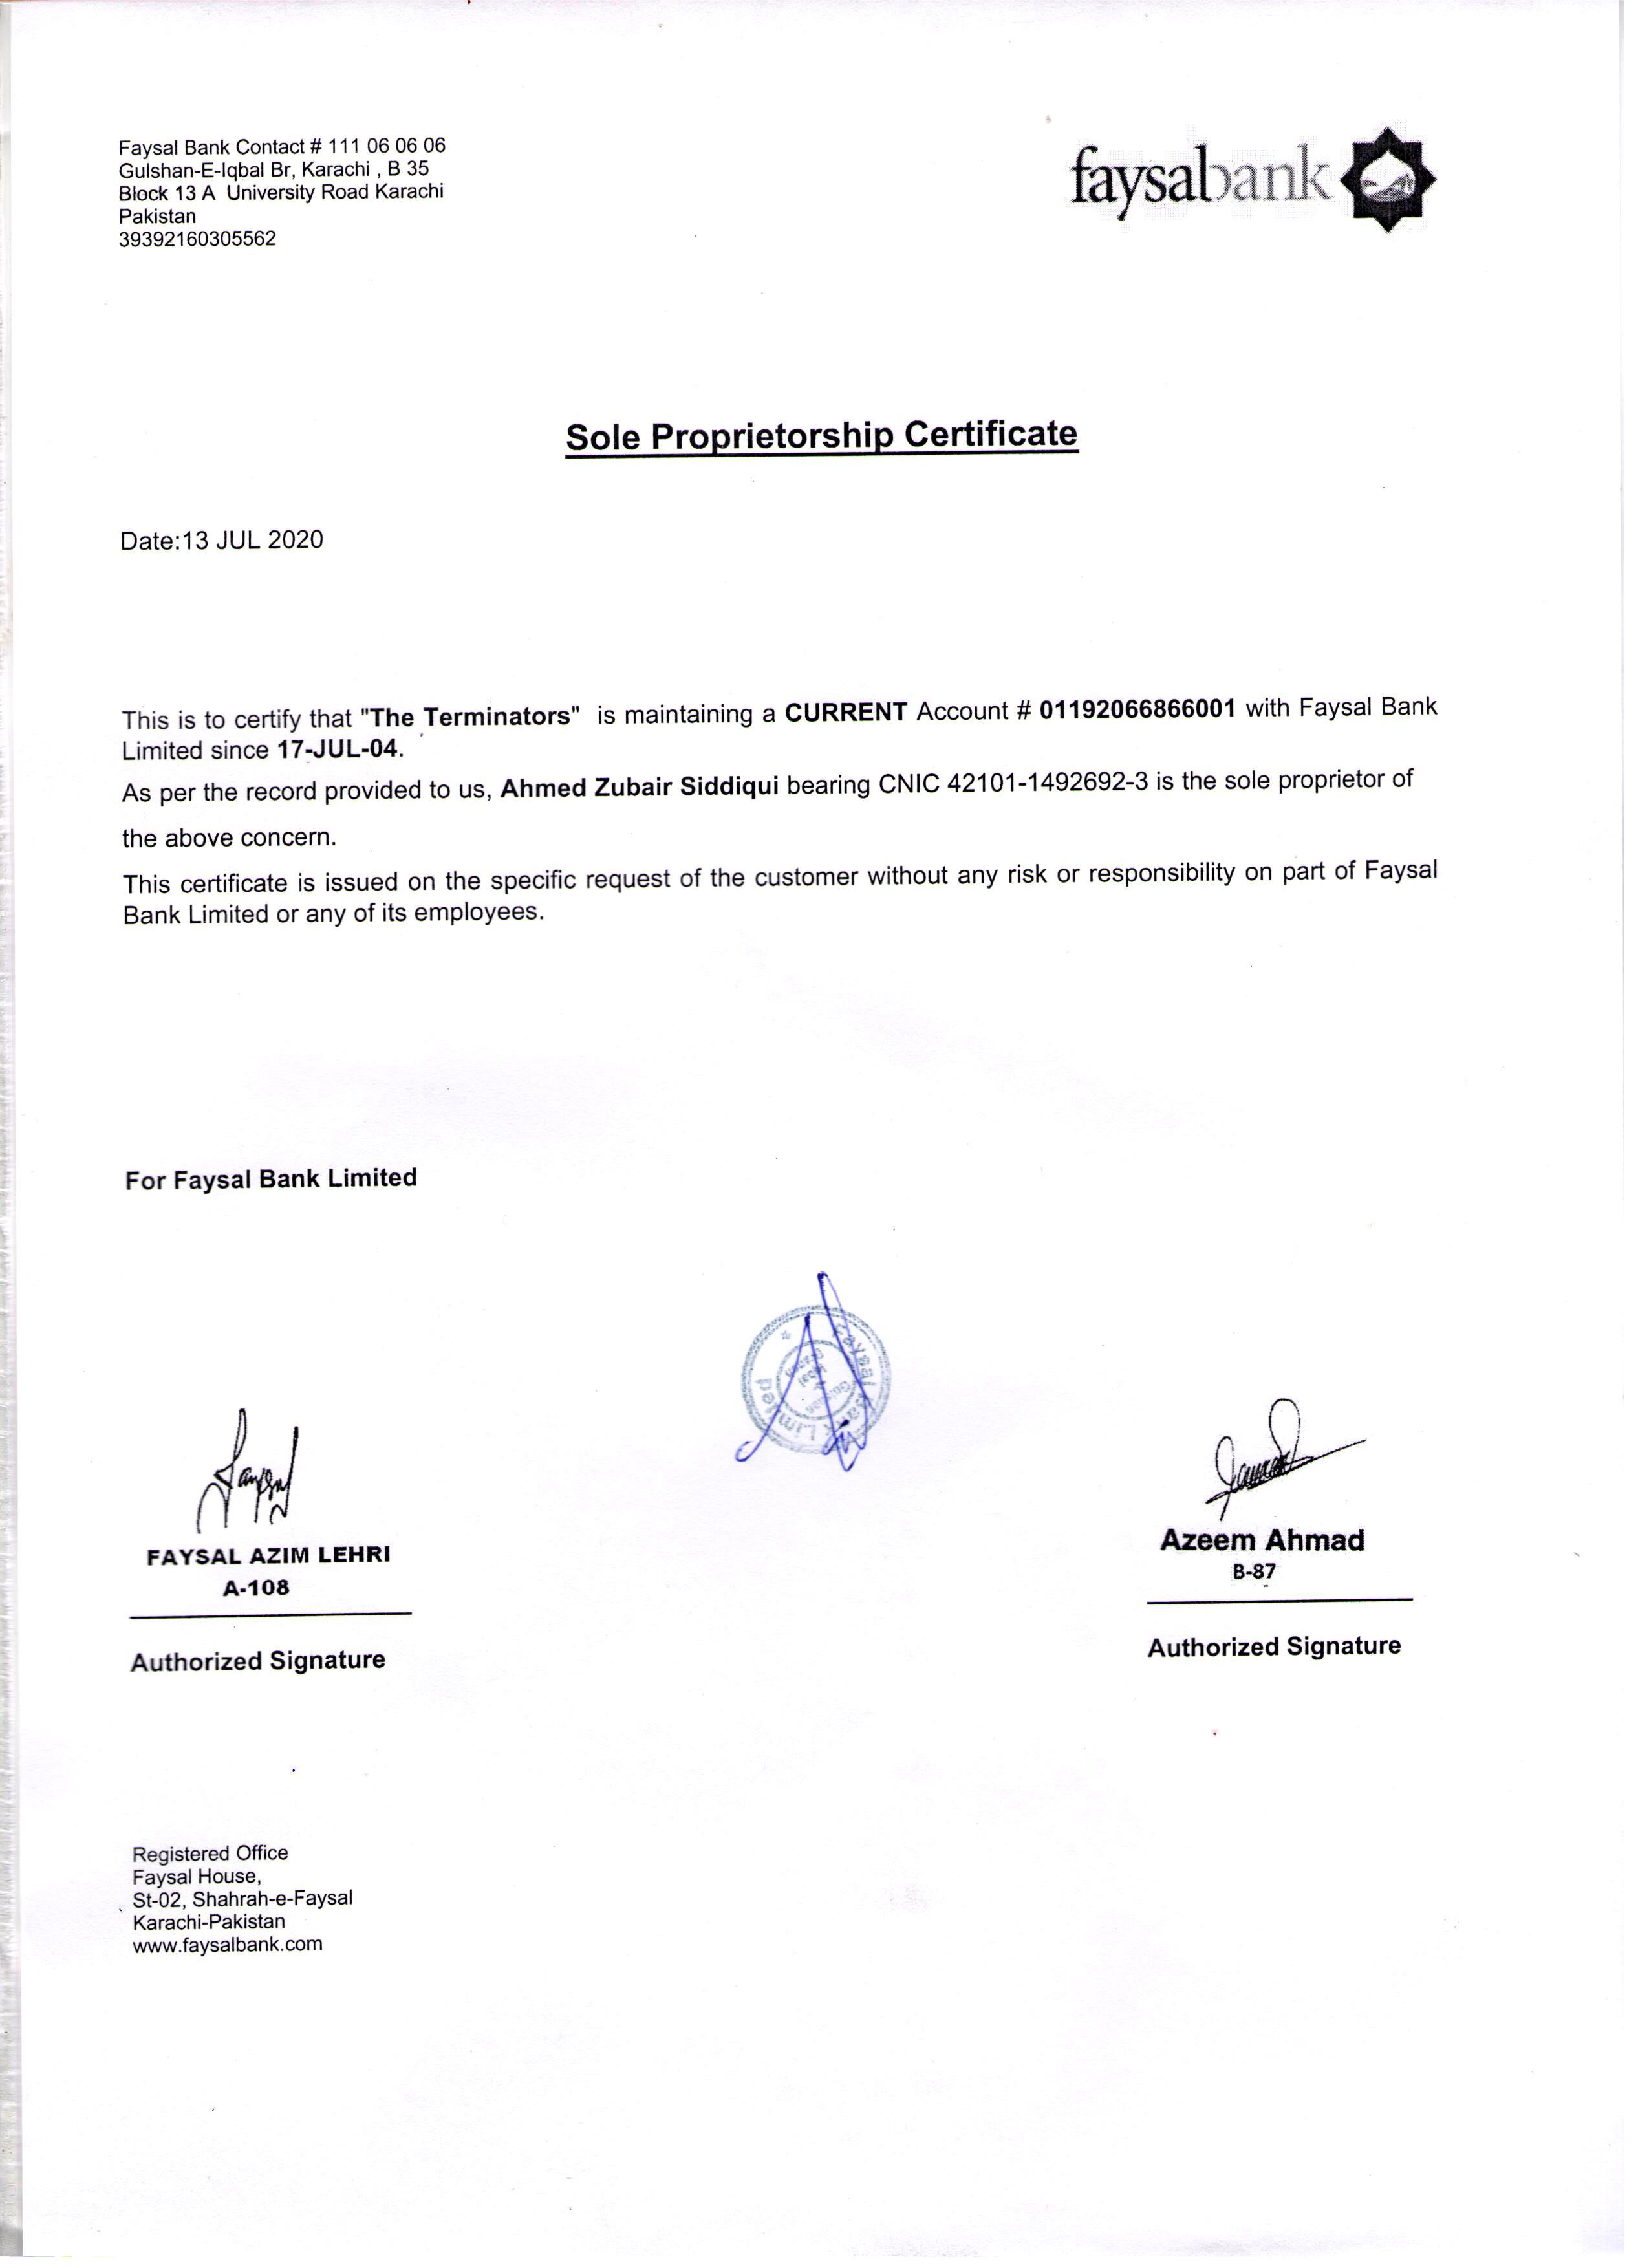 Faysal Bank Contact # 111 06 06 06
Gulshan-E-Iqbal Br, Karachi , B 35
Block 13 A University Road Karachi
Pakistan
39392160305562
faysabank
Sole Proprietorship Certificate
Date:13 JUL 2020
This is to certify that "The Terminators" is maintaining a CURRENT Account # 01192066866001 with Faysal Bank
Limited since 17-JUL-04.
As per the record provided to us, Ahmed Zubair Siddiqui bearing CNIC 42101-1492692-3 is the sole proprietor of
the above concern.
This certificate is issued on the specific request of the customer without any risk or responsibility on part of Faysal
Bank Limited or any of its employees.
For Faysal Bank Limited
Faysal Bank Limited
FAYSAL AZIM LEHRI
A-108
Authorized Signature
Azeem Ahmad
B-87
Authorized Signature
Registered Office
Faysal House,
St-02, Shahrah-e-Faysal
Karachi-Pakistan
www.faysalbank.com